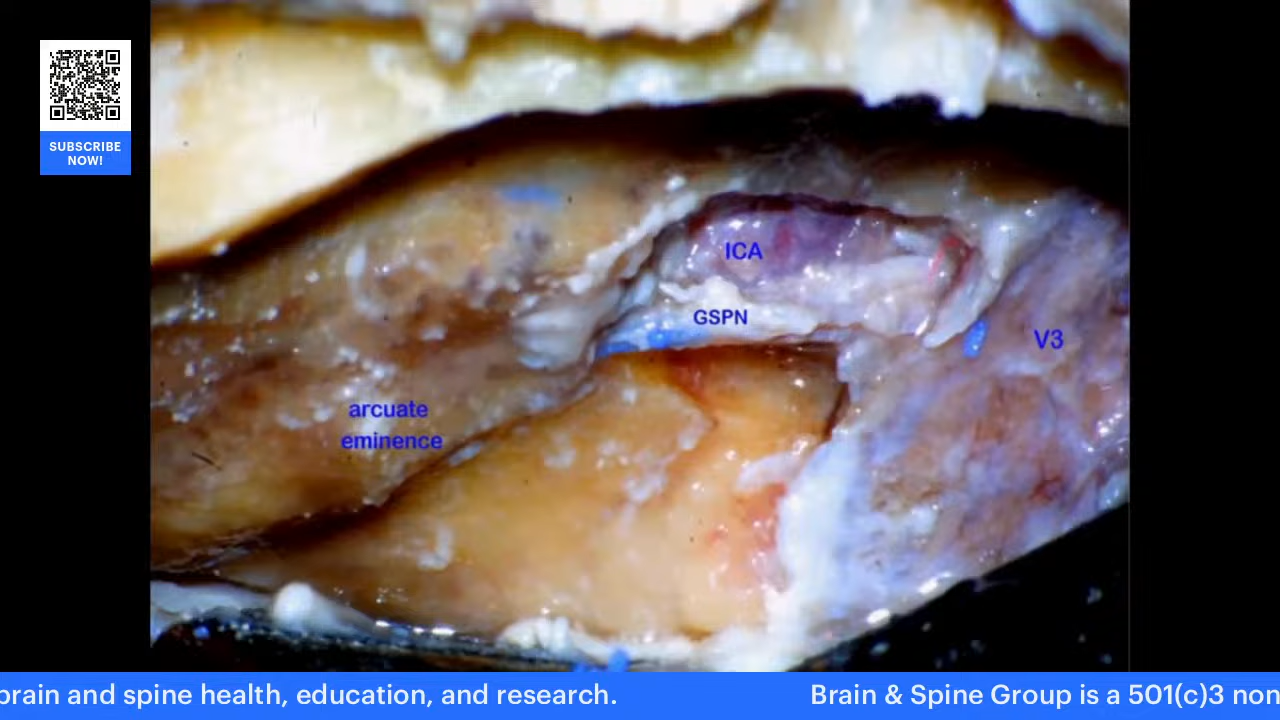 SUBSCRIBE
NOW!
ICA
GSPN
V3
arcuate
eminence
brain and spine health, education, and research.
Brain & Spine Group is a 501(c)3 non